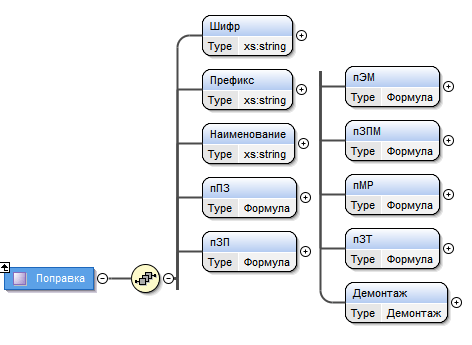 Шифр
Type xs:string
Префикс
Type xs:string
Наименование
Type xs:string
пПЗ
Type Формула
пЗП
Type Формула
Поправка
пЭМ
Type Формула
пЗПМ
Type Формула
пМР
Type Формула
пЗТ
Type Формула
Демонтаж
Type Демонтаж